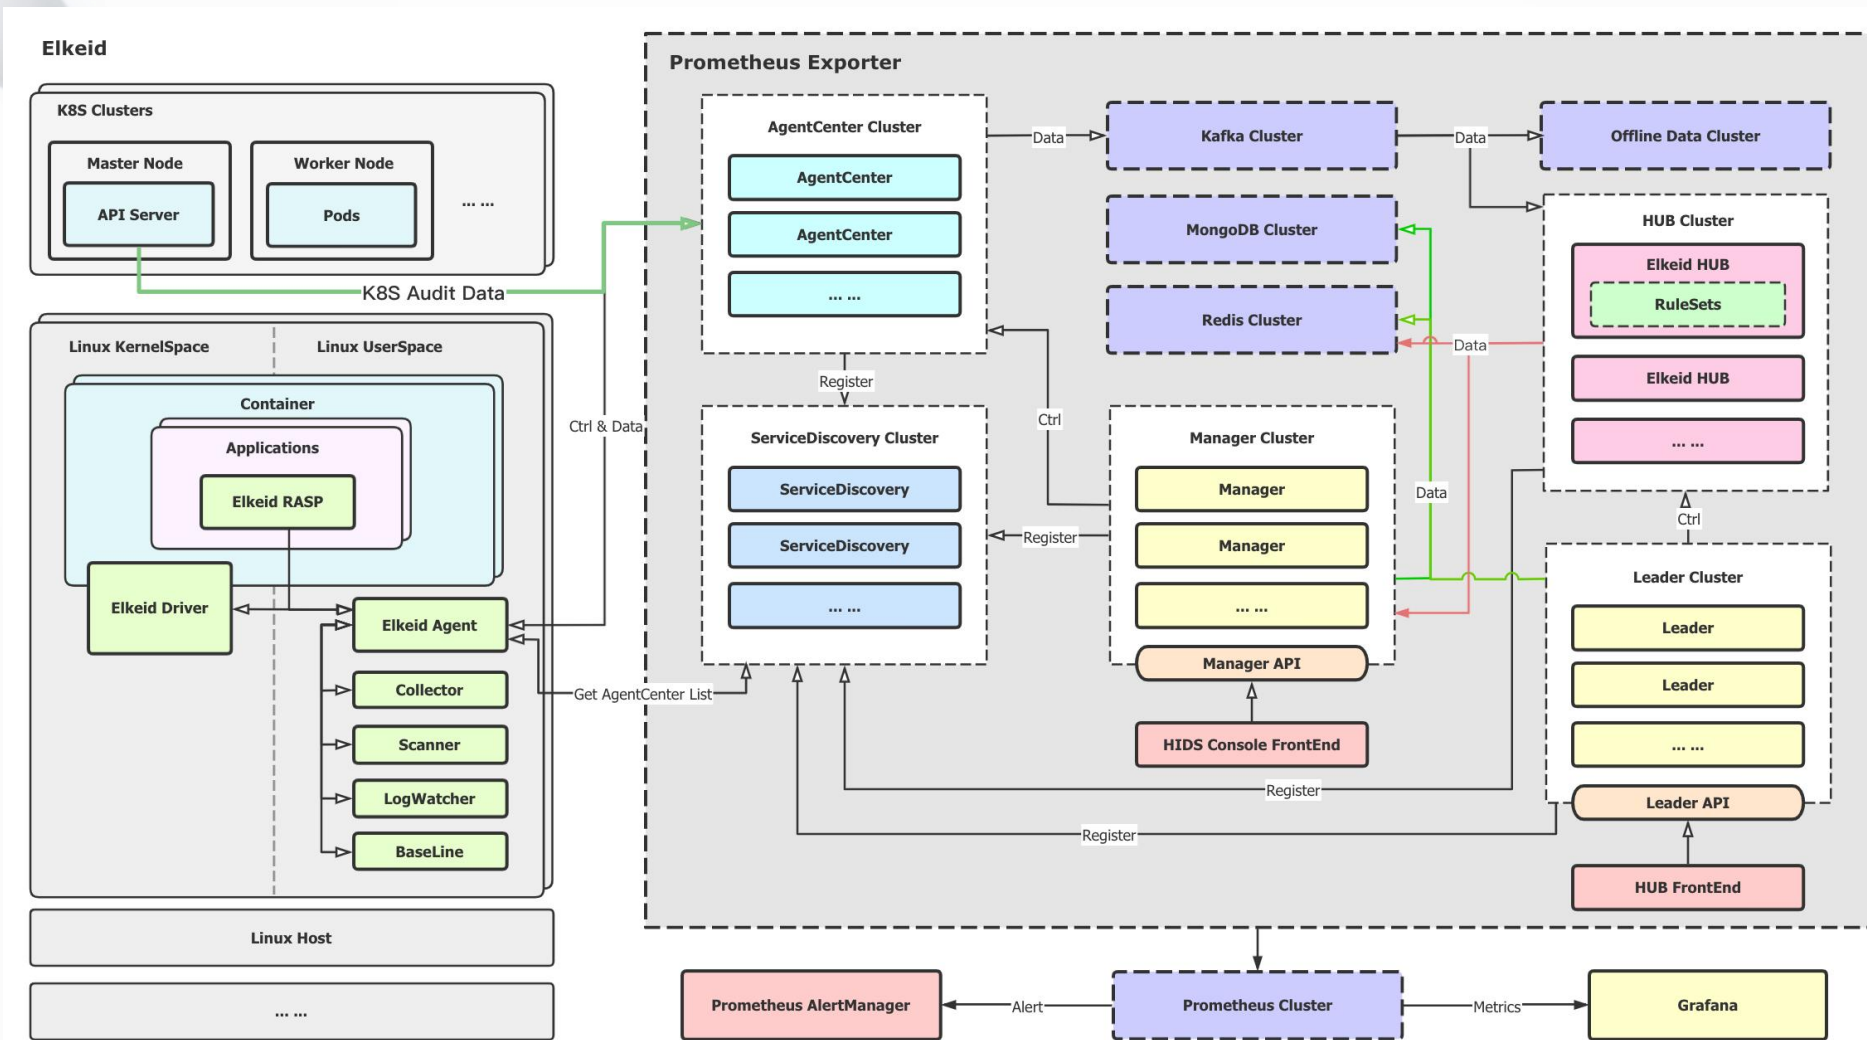 Elkeid
K8S Clusters
Master Node
API Server
Worker Node
Pods
... ...
K8S Audit Data
Linux KernelSpace
Linux UserSpace
Container
Applications
Elkeid RASP
Elkeid Driver
Elkeid Agent
Collector
Scanner
LogWatcher
BaseLine
Linux Host
... ...
Ctrl & Data
Get AgentCenter List
Prometheus Exporter
AgentCenter Cluster
AgentCenter
AgentCenter
... ...
Register
ServiceDiscovery Cluster
ServiceDiscovery
ServiceDiscovery
... ...
Data
Kafka Cluster
Data
Offline Data Cluster
MongoDB Cluster
Redis Cluster
Data
Ctrl
Register
Manager Cluster
Manager
Manager
... ...
Manager API
HIDS Console FrontEnd
Data
HUB Cluster
Elkeid HUB
RuleSets
Elkeid HUB
... ...
Ctrl
Leader Cluster
Leader
Leader
... ...
Leader API
HUB FrontEnd
Register
Register
Prometheus AlertManager
Alert
Prometheus Cluster
Metrics
Grafana